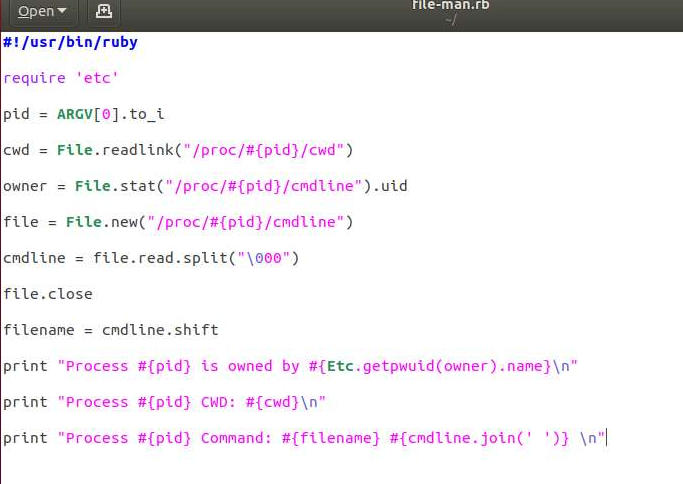 Open
file-man.rb
~/
#!/usr/bin/ruby
require 'etc'
pid = ARGV[0].to_i
cwd = File.readlink("/proc/#{pid}/cwd")
owner = File.stat("/proc/#{pid}/cmdline").uid
file = File.new("/proc/#{pid}/cmdline")
cmdline = file.read.split("\000")
file.close
filename = cmdline.shift
print "Process #{pid} is owned by #{Etc.getpwuid(owner).name}\n"
print "Process #{pid} CWD: #{cwd}\n"
print "Process #{pid} Command: #{filename} #{cmdline.join(' ')} \n"